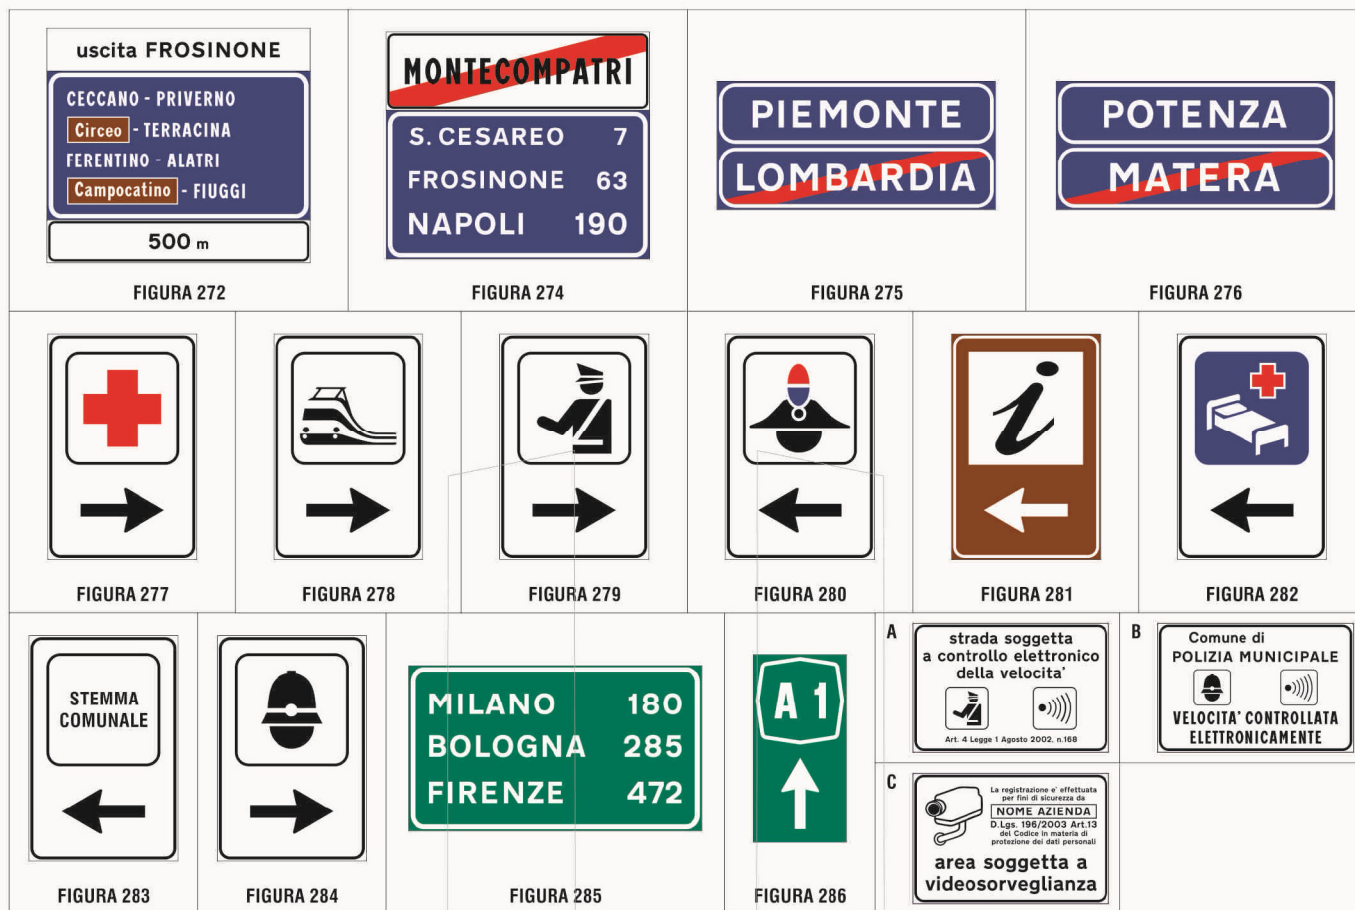 uscita FROSINONE
CECCANO - PRIVERNO
Circeo - TERRACINA
FERENTINO - ALATRI
Campocatino - FIUGGI
500 m
FIGURA 272
MONTECOMPATRI
S. CESAREO 7
FROSINONE 63
NAPOLI 190
FIGURA 274
PIEMONTE
LOMBARDIA
FIGURA 275
POTENZA
MATERA
FIGURA 276
FIGURA 277
FIGURA 278
FIGURA 279
FIGURA 280
i
FIGURA 281
FIGURA 282
STEMMA
COMUNALE
FIGURA 283
FIGURA 284
MILANO 180
BOLOGNA 285
FIRENZE 472
FIGURA 285
A 1
FIGURA 286
A
strada soggetta
a controllo elettronico
della velocita'
Art. 4 Legge 1 Agosto 2002, n.168
B
Comune di
POLIZIA MUNICIPALE
VELOCITA' CONTROLLATA
ELETTRONICAMENTE
C
La registrazione e' effettuata
per fini di sicurezza da
NOME AZIENDA
D.Lgs. 196/2003 Art.13
del Codice in materia di
protezione dei dati personali
area soggetta a
videosorveglianza